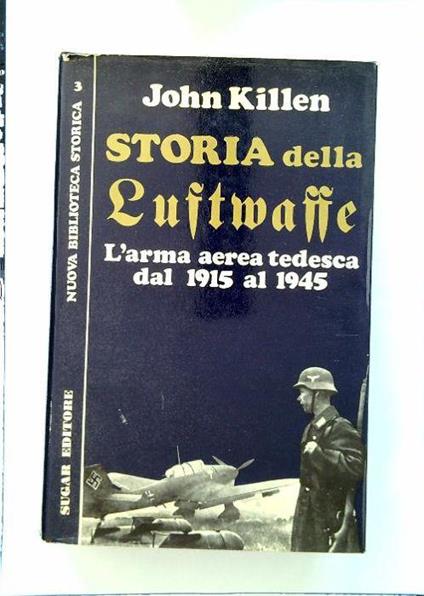 John Killen
STORIA della
Luftwaffe
L'arma aerea tedesca
dal 1915 al 1945
SUGAR EDITORE
NUOVA BIBLIOTECA STORICA 3